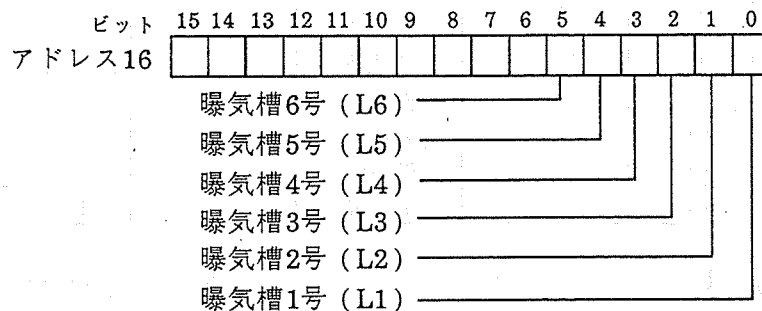 ビット 15 14 13 12 11 10 9 8 7 6 5 4 3 2 1 0
アドレス16
曝気槽6号 (L6)
曝気槽5号 (L5)
曝気槽4号 (L4)
曝気槽3号 (L3)
曝気槽2号 (L2)
曝気槽1号 (L1)